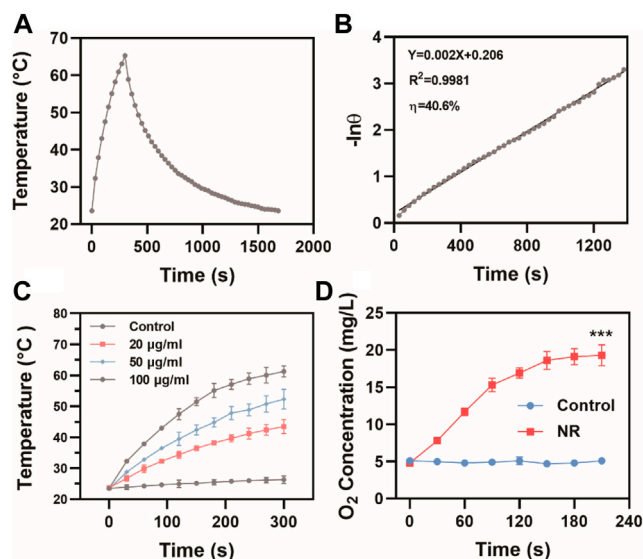 A
Temperature (°C)
70
60
50
40
30
20
0 500 1000 1500 2000
Time (s)
B
-lnθ
4
3
2
1
0
Y=0.002X+0.206
R²=0.9981
η=40.6%
0 400 800 1200
Time (s)
C
Temperature (°C )
80
70
60
50
40
30
20
Control
20 μg/ml
50 μg/ml
100 μg/ml
0 100 200 300
Time (s)
D
O₂ Concentration (mg/L)
25
20
15
10
5
0
***
Control
NR
0 60 120 180 240
Time (s)